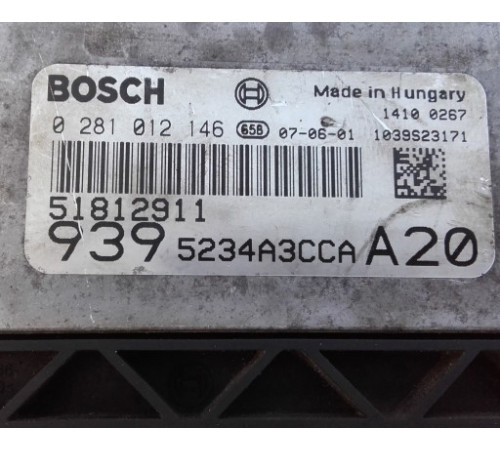 BOSCH Made in Hungary
1410 0267
0 281 012 146 658 07-06-01 1039S23171
51812911
939 5234A3CCA A20